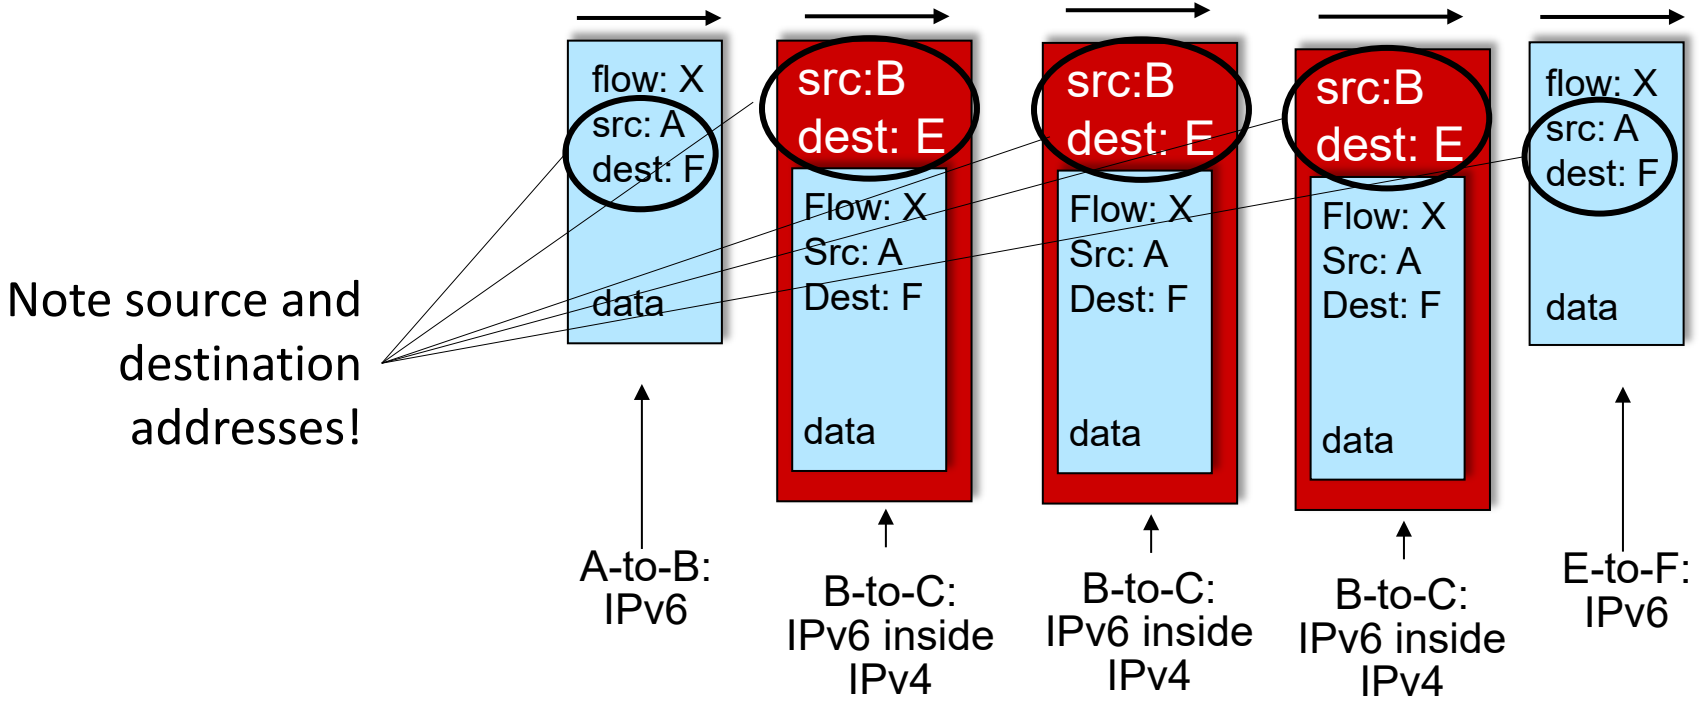 Note source and
destination
addresses!
flow: X
src: A
dest: F
data
A-to-B:
IPv6
src:B
dest: E
Flow: X
Src: A
Dest: F
data
B-to-C:
IPv6 inside
IPv4
src:B
dest: E
Flow: X
Src: A
Dest: F
data
B-to-C:
IPv6 inside
IPv4
src:B
dest: E
Flow: X
Src: A
Dest: F
data
B-to-C:
IPv6 inside
IPv4
flow: X
src: A
dest: F
data
E-to-F:
IPv6